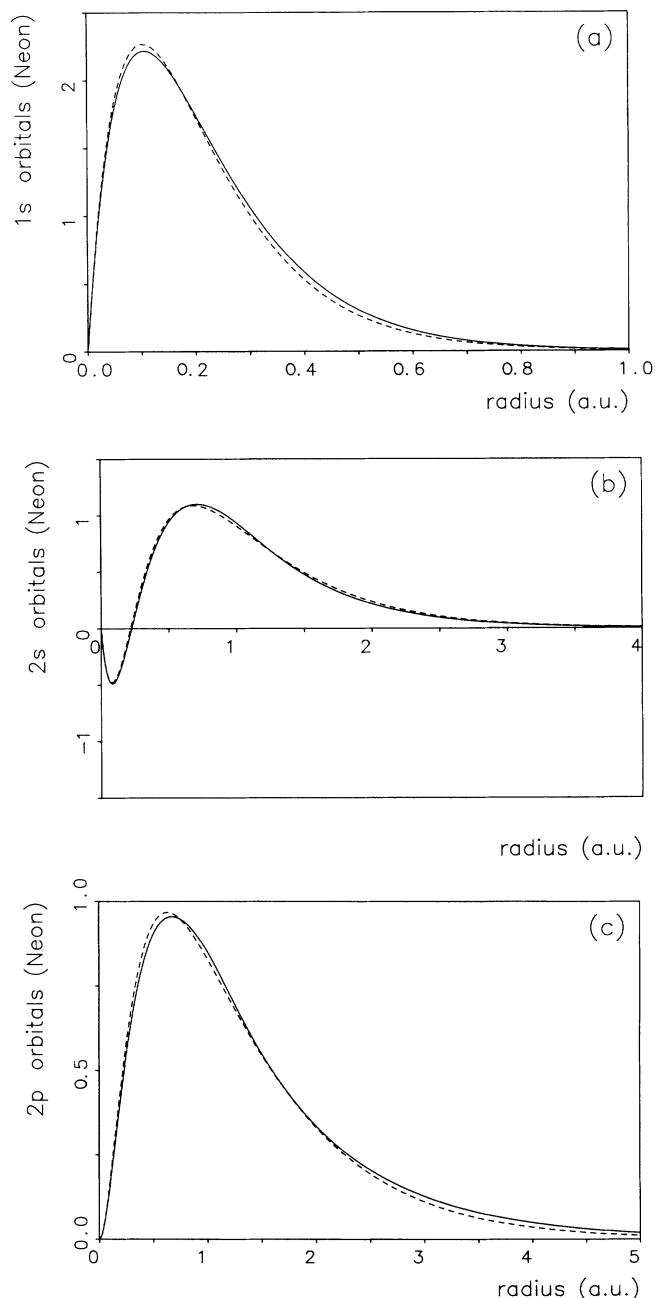 (a)
1s orbitals (Neon)
2
1
0
0.0 0.2 0.4 0.6 0.8 1.0
radius (a.u.)
(b)
2s orbitals (Neon)
1
0
-1
0 1 2 3 4
radius (a.u.)
(c)
2p orbitals (Neon)
1.0
0.5
0.0
0 1 2 3 4 5
radius (a.u.)